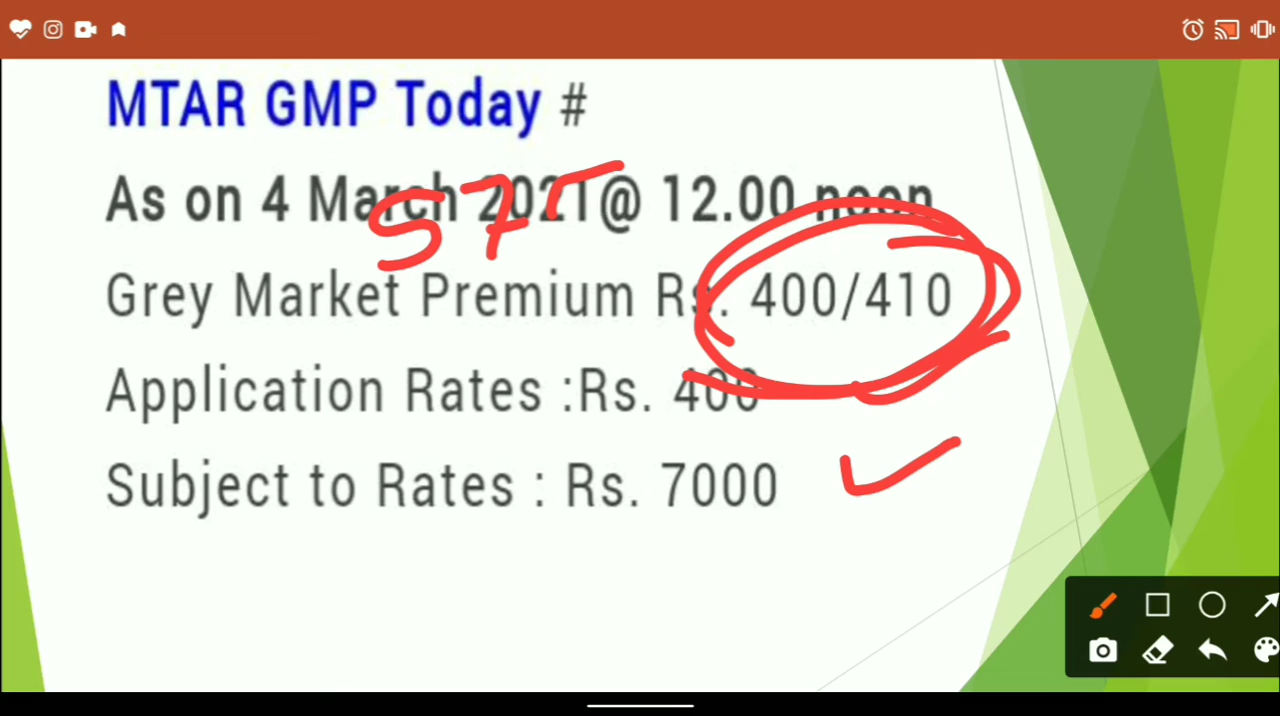 MTAR GMP Today #
As on 4 March 2021@ 12.00 noon
575
Grey Market Premium Rs. 400/410
Application Rates :Rs. 400
Subject to Rates : Rs. 7000